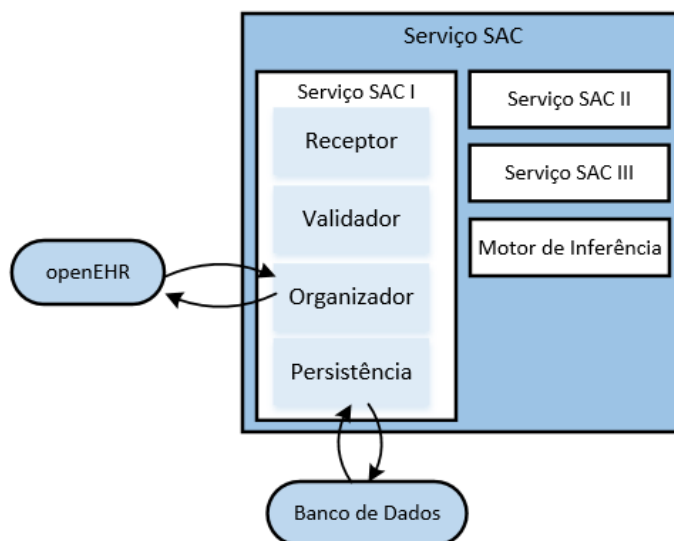 Serviço SAC
Serviço SAC I
Receptor
Validador
Organizador
Persistência
Serviço SAC II
Serviço SAC III
Motor de Inferência
openEHR
Banco de Dados